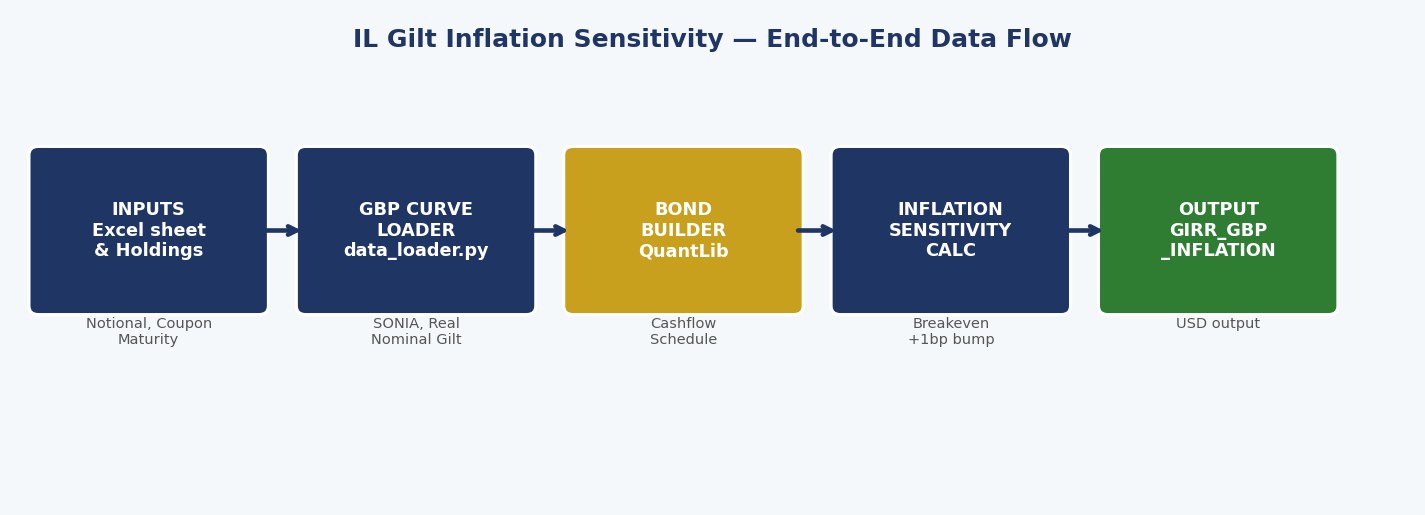 IL Gilt Inflation Sensitivity — End-to-End Data Flow
INPUTS
Excel sheet
& Holdings
Notional, Coupon
Maturity
GBP CURVE
LOADER
data_loader.py
SONIA, Real
Nominal Gilt
BOND
BUILDER
QuantLib
Cashflow
Schedule
INFLATION
SENSITIVITY
CALC
Breakeven
+1bp bump
OUTPUT
GIRR_GBP
_INFLATION
USD output